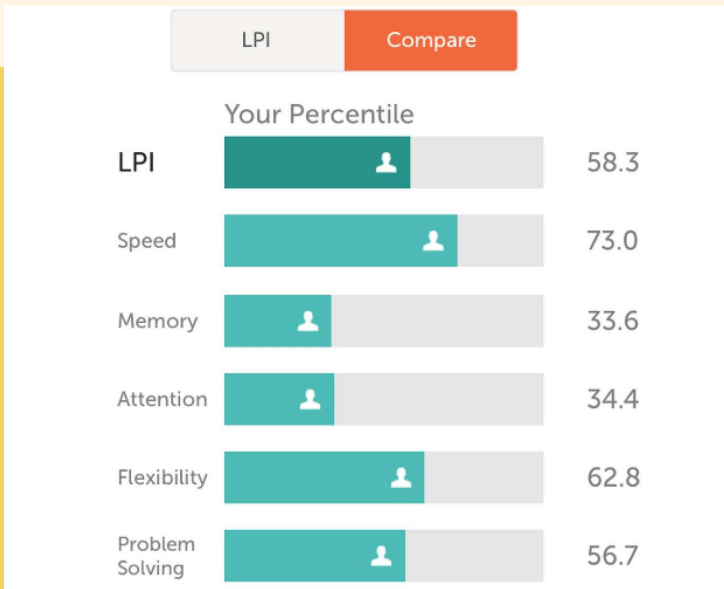 LPI Compare
Your Percentile
LPI 58.3
Speed 73.0
Memory 33.6
Attention 34.4
Flexibility 62.8
Problem
Solving 56.7